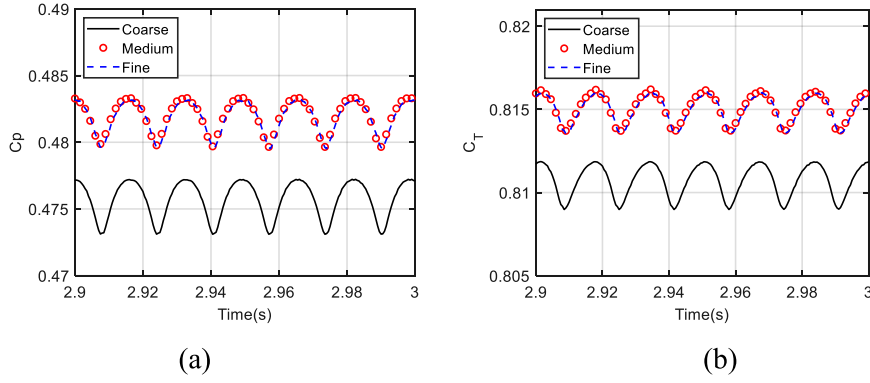 0.49
0.485
0.48
0.475
0.47
Cp
Coarse
Medium
Fine
2.9
2.92
2.94
2.96
2.98
3
Time(s)
(a)
0.82
0.815
0.81
0.805
C_T
Coarse
Medium
Fine
2.9
2.92
2.94
2.96
2.98
3
Time(s)
(b)